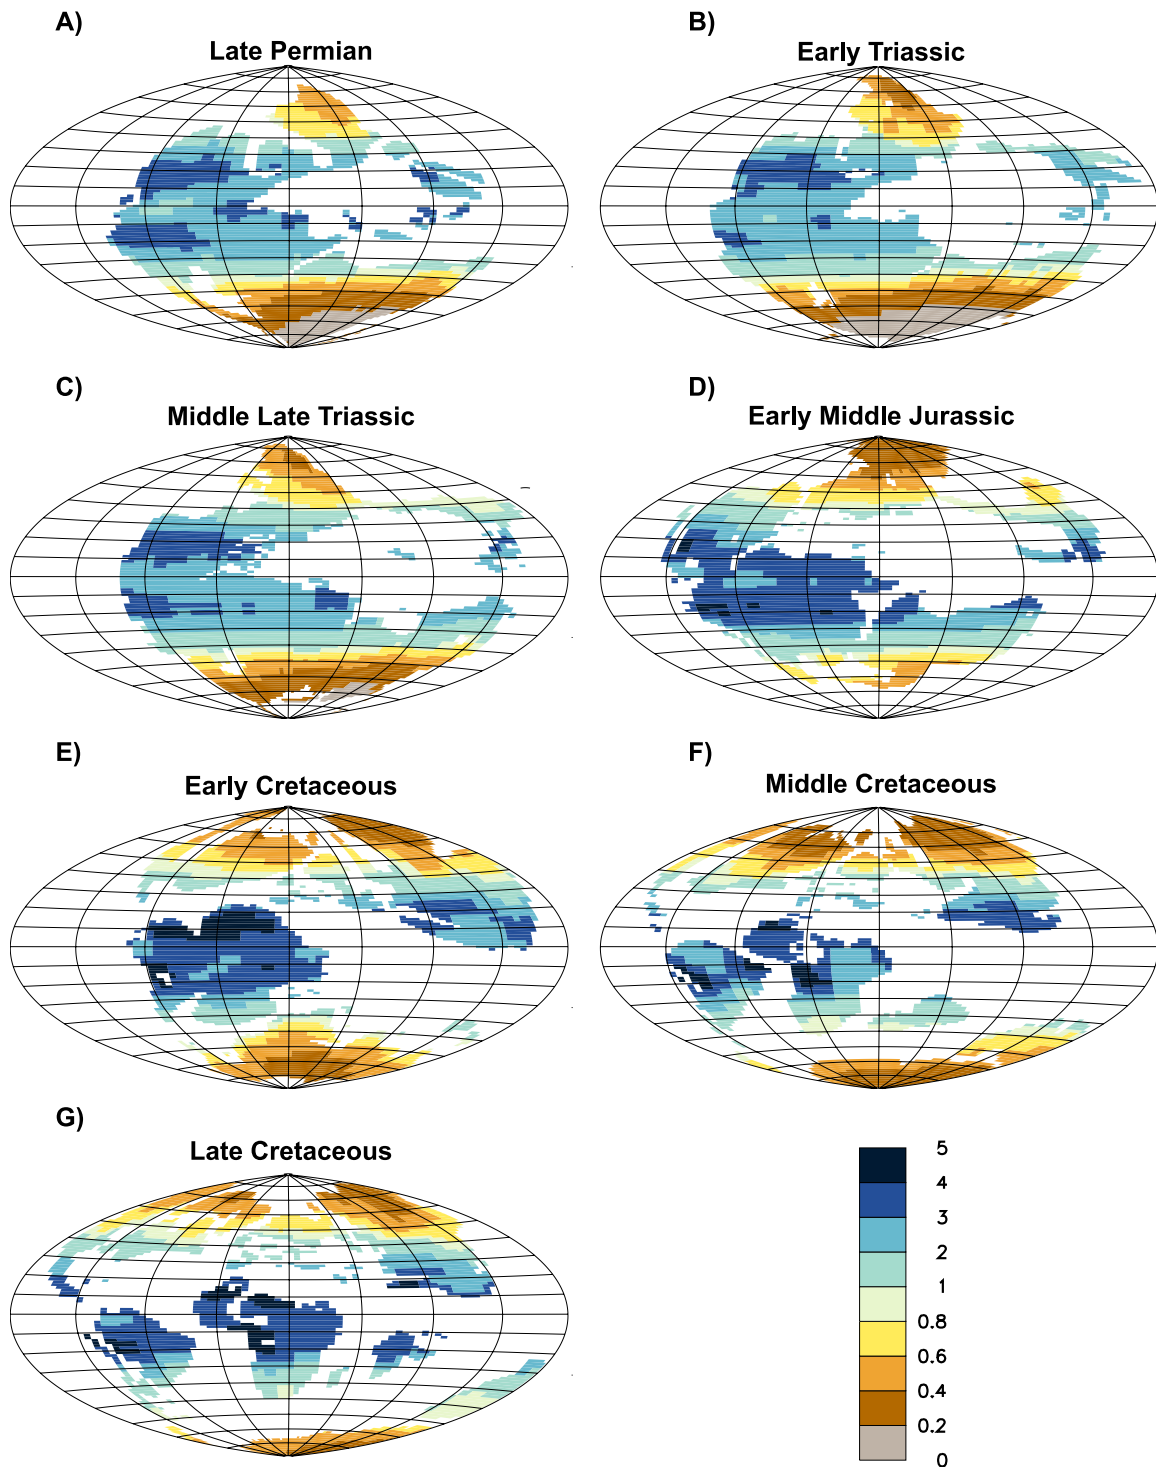 A)
Late Permian
B)
Early Triassic
C)
Middle Late Triassic
D)
Early Middle Jurassic
E)
Early Cretaceous
F)
Middle Cretaceous
G)
Late Cretaceous
5
4
3
2
1
0.8
0.6
0.4
0.2
0